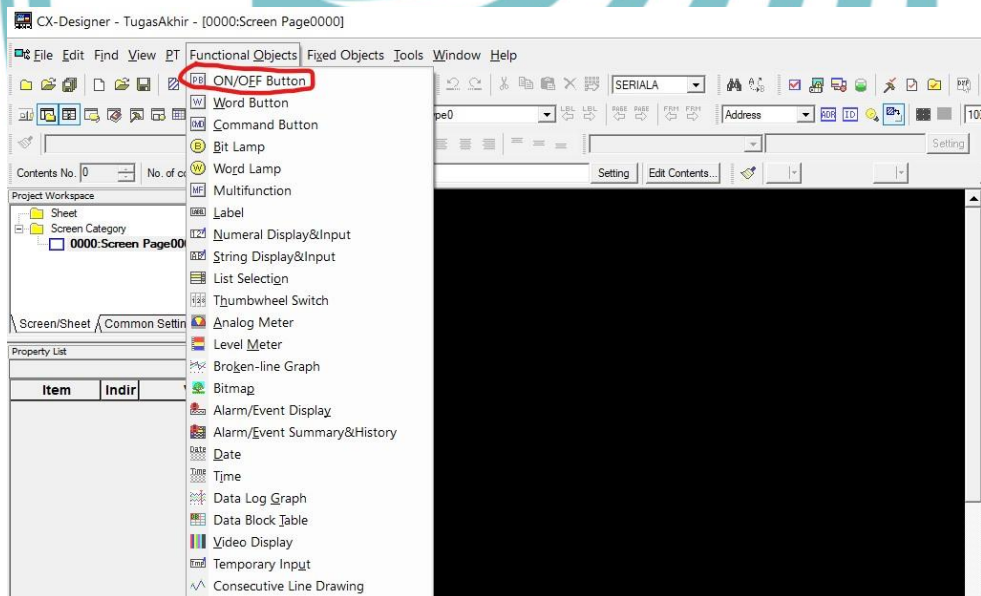 CX-Designer - TugasAkhir - [0000:Screen Page0000]
File Edit Find View PT Functional Objects Fixed Objects Tools Window Help
ON/OFF Button
SERIALA
Word Button
Command Button
Address
Bit Lamp
Setting
Word Lamp
Contents No. 0
Setting Edit Contents...
Multifunction
Project Workspace
Sheet
Label
Screen Category
Numeral Display&Input
String Display&Input
List Selection
Thumbwheel Switch
Analog Meter
Screen/Sheet
Level Meter
Property List
Broken-line Graph
Item Indir
Bitmap
Alarm/Event Display
Alarm/Event Summary&History
Date
Time
Data Log Graph
Data Block Table
Video Display
Temporary Input
Consecutive Line Drawing